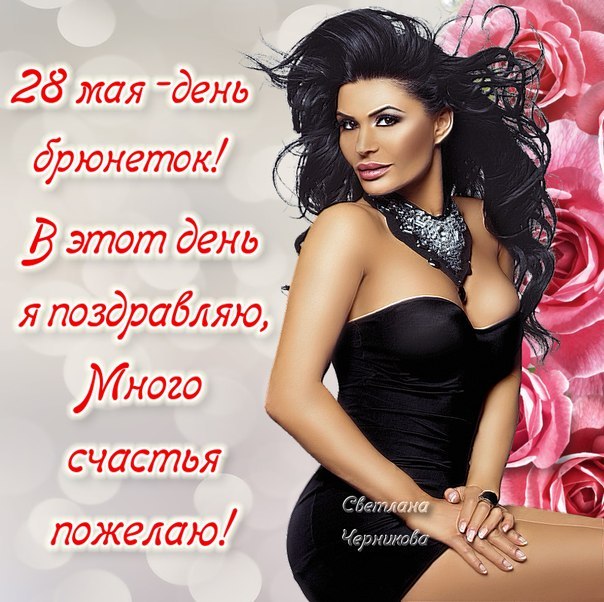 28 мая -день
брюнеток!
В этот день
я поздравляю,
Много
счастья
пожелаю!
Светлана
Черникова